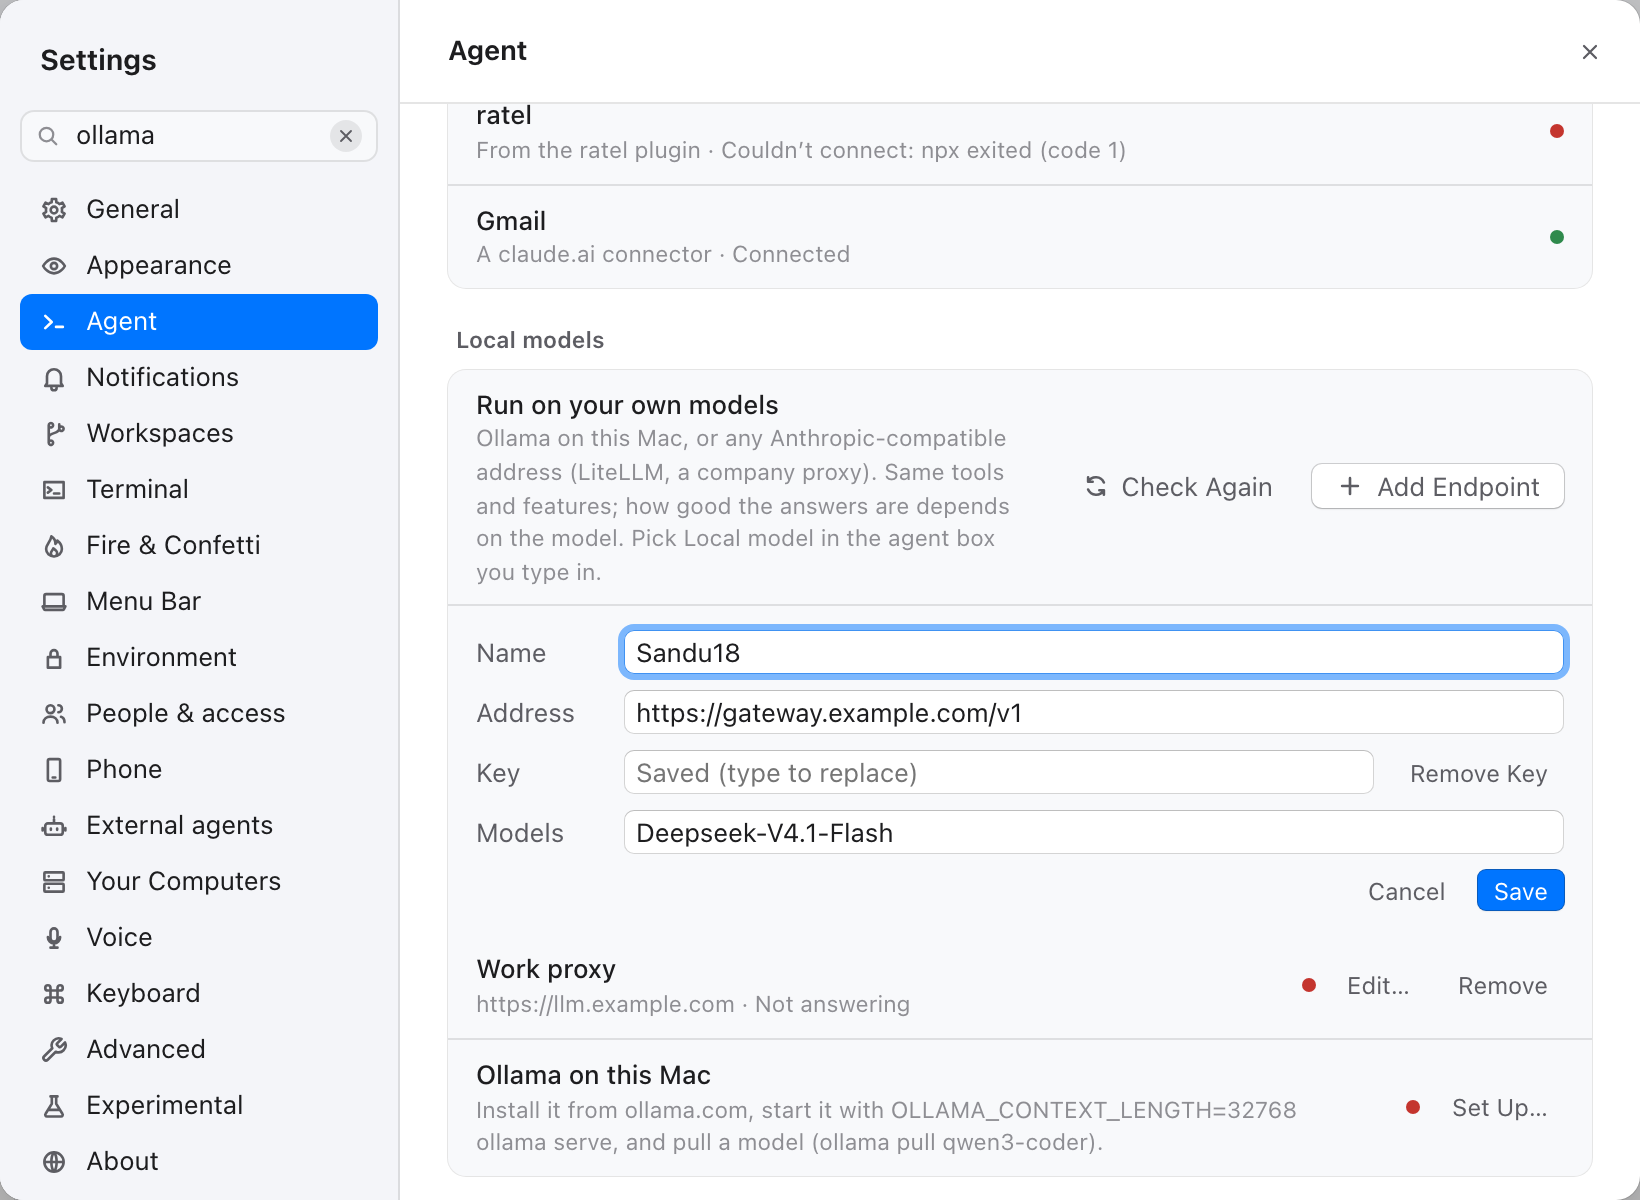 Settings
ollama
General
Appearance
Agent
Notifications
Workspaces
Terminal
Fire & Confetti
Menu Bar
Environment
People & access
Phone
External agents
Your Computers
Voice
Keyboard
Advanced
Experimental
About
Agent
ratel
From the ratel plugin · Couldn’t connect: npx exited (code 1)
Gmail
A claude.ai connector · Connected
Local models
Run on your own models
Ollama on this Mac, or any Anthropic-compatible
address (LiteLLM, a company proxy). Same tools
and features; how good the answers are depends
on the model. Pick Local model in the agent box
you type in.
Check Again
Add Endpoint
Name Sandu18
Address https://gateway.example.com/v1
Key Saved (type to replace) Remove Key
Models Deepseek-V4.1-Flash
Cancel Save
Work proxy
https://llm.example.com · Not answering
Edit... Remove
Ollama on this Mac
Install it from ollama.com, start it with OLLAMA_CONTEXT_LENGTH=32768
ollama serve, and pull a model (ollama pull qwen3-coder).
Set Up...